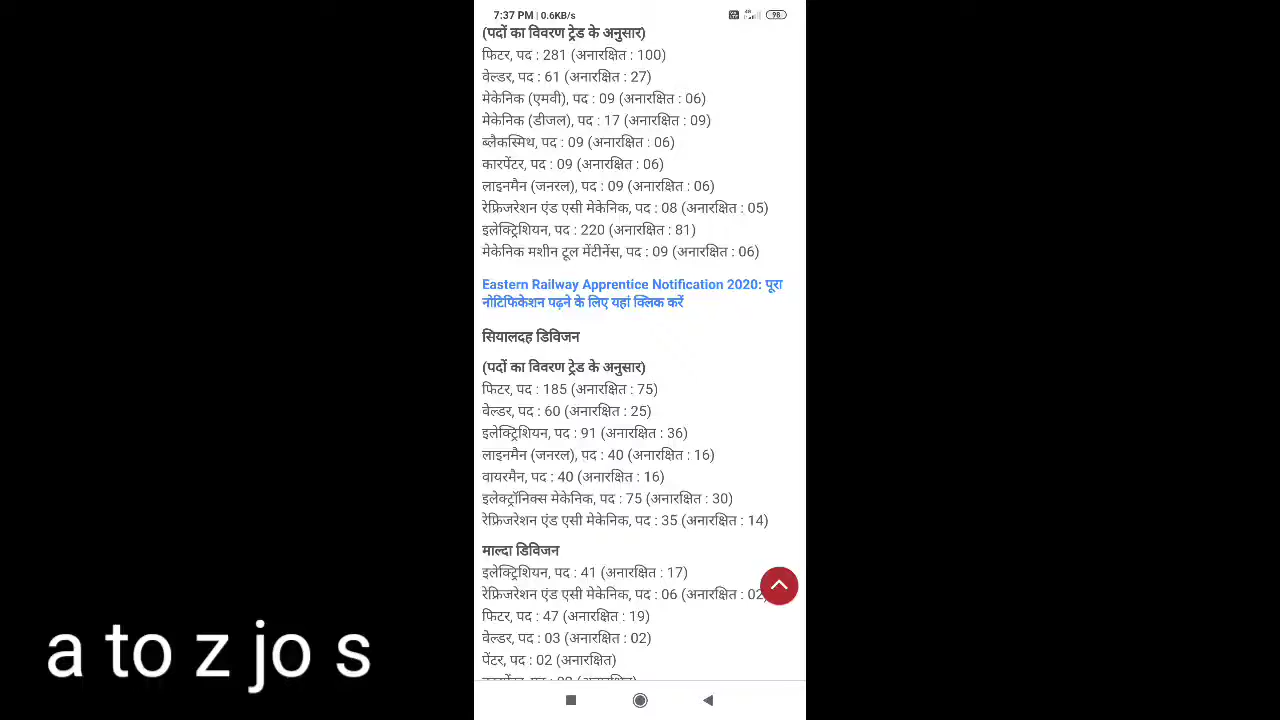 7:37 PM | 0.6KB/s
4G
98
(पदों का विवरण ट्रेड के अनुसार)
फिटर, पद : 281 (अनारक्षित : 100)
वेल्डर, पद : 61 (अनारक्षित : 27)
मेकेनिक (एमवी), पद : 09 (अनारक्षित : 06)
मेकेनिक (डीजल), पद : 17 (अनारक्षित : 09)
ब्लैकस्मिथ, पद : 09 (अनारक्षित : 06)
कारपेंटर, पद : 09 (अनारक्षित : 06)
लाइनमैन (जनरल), पद : 09 (अनारक्षित : 06)
रेफ्रिजरेशन एंड एसी मेकेनिक, पद : 08 (अनारक्षित : 05)
इलेक्ट्रिशियन, पद : 220 (अनारक्षित : 81)
मेकेनिक मशीन टूल मेंटीनेंस, पद : 09 (अनारक्षित : 06)
Eastern Railway Apprentice Notification 2020: पूरा
नोटिफिकेशन पढ़ने के लिए यहां क्लिक करें
सियालदह डिविजन
(पदों का विवरण ट्रेड के अनुसार)
फिटर, पद : 185 (अनारक्षित : 75)
वेल्डर, पद : 60 (अनारक्षित : 25)
इलेक्ट्रिशियन, पद : 91 (अनारक्षित : 36)
लाइनमैन (जनरल), पद : 40 (अनारक्षित : 16)
वायरमैन, पद : 40 (अनारक्षित : 16)
इलेक्ट्रॉनिक्स मेकेनिक, पद : 75 (अनारक्षित : 30)
रेफ्रिजरेशन एंड एसी मेकेनिक, पद : 35 (अनारक्षित : 14)
माल्दा डिविजन
इलेक्ट्रिशियन, पद : 41 (अनारक्षित : 17)
रेफ्रिजरेशन एंड एसी मेकेनिक, पद : 06 (अनारक्षित : 02)
फिटर, पद : 47 (अनारक्षित : 19)
वेल्डर, पद : 03 (अनारक्षित : 02)
पेंटर, पद : 02 (अनारक्षित)
a to z jo s